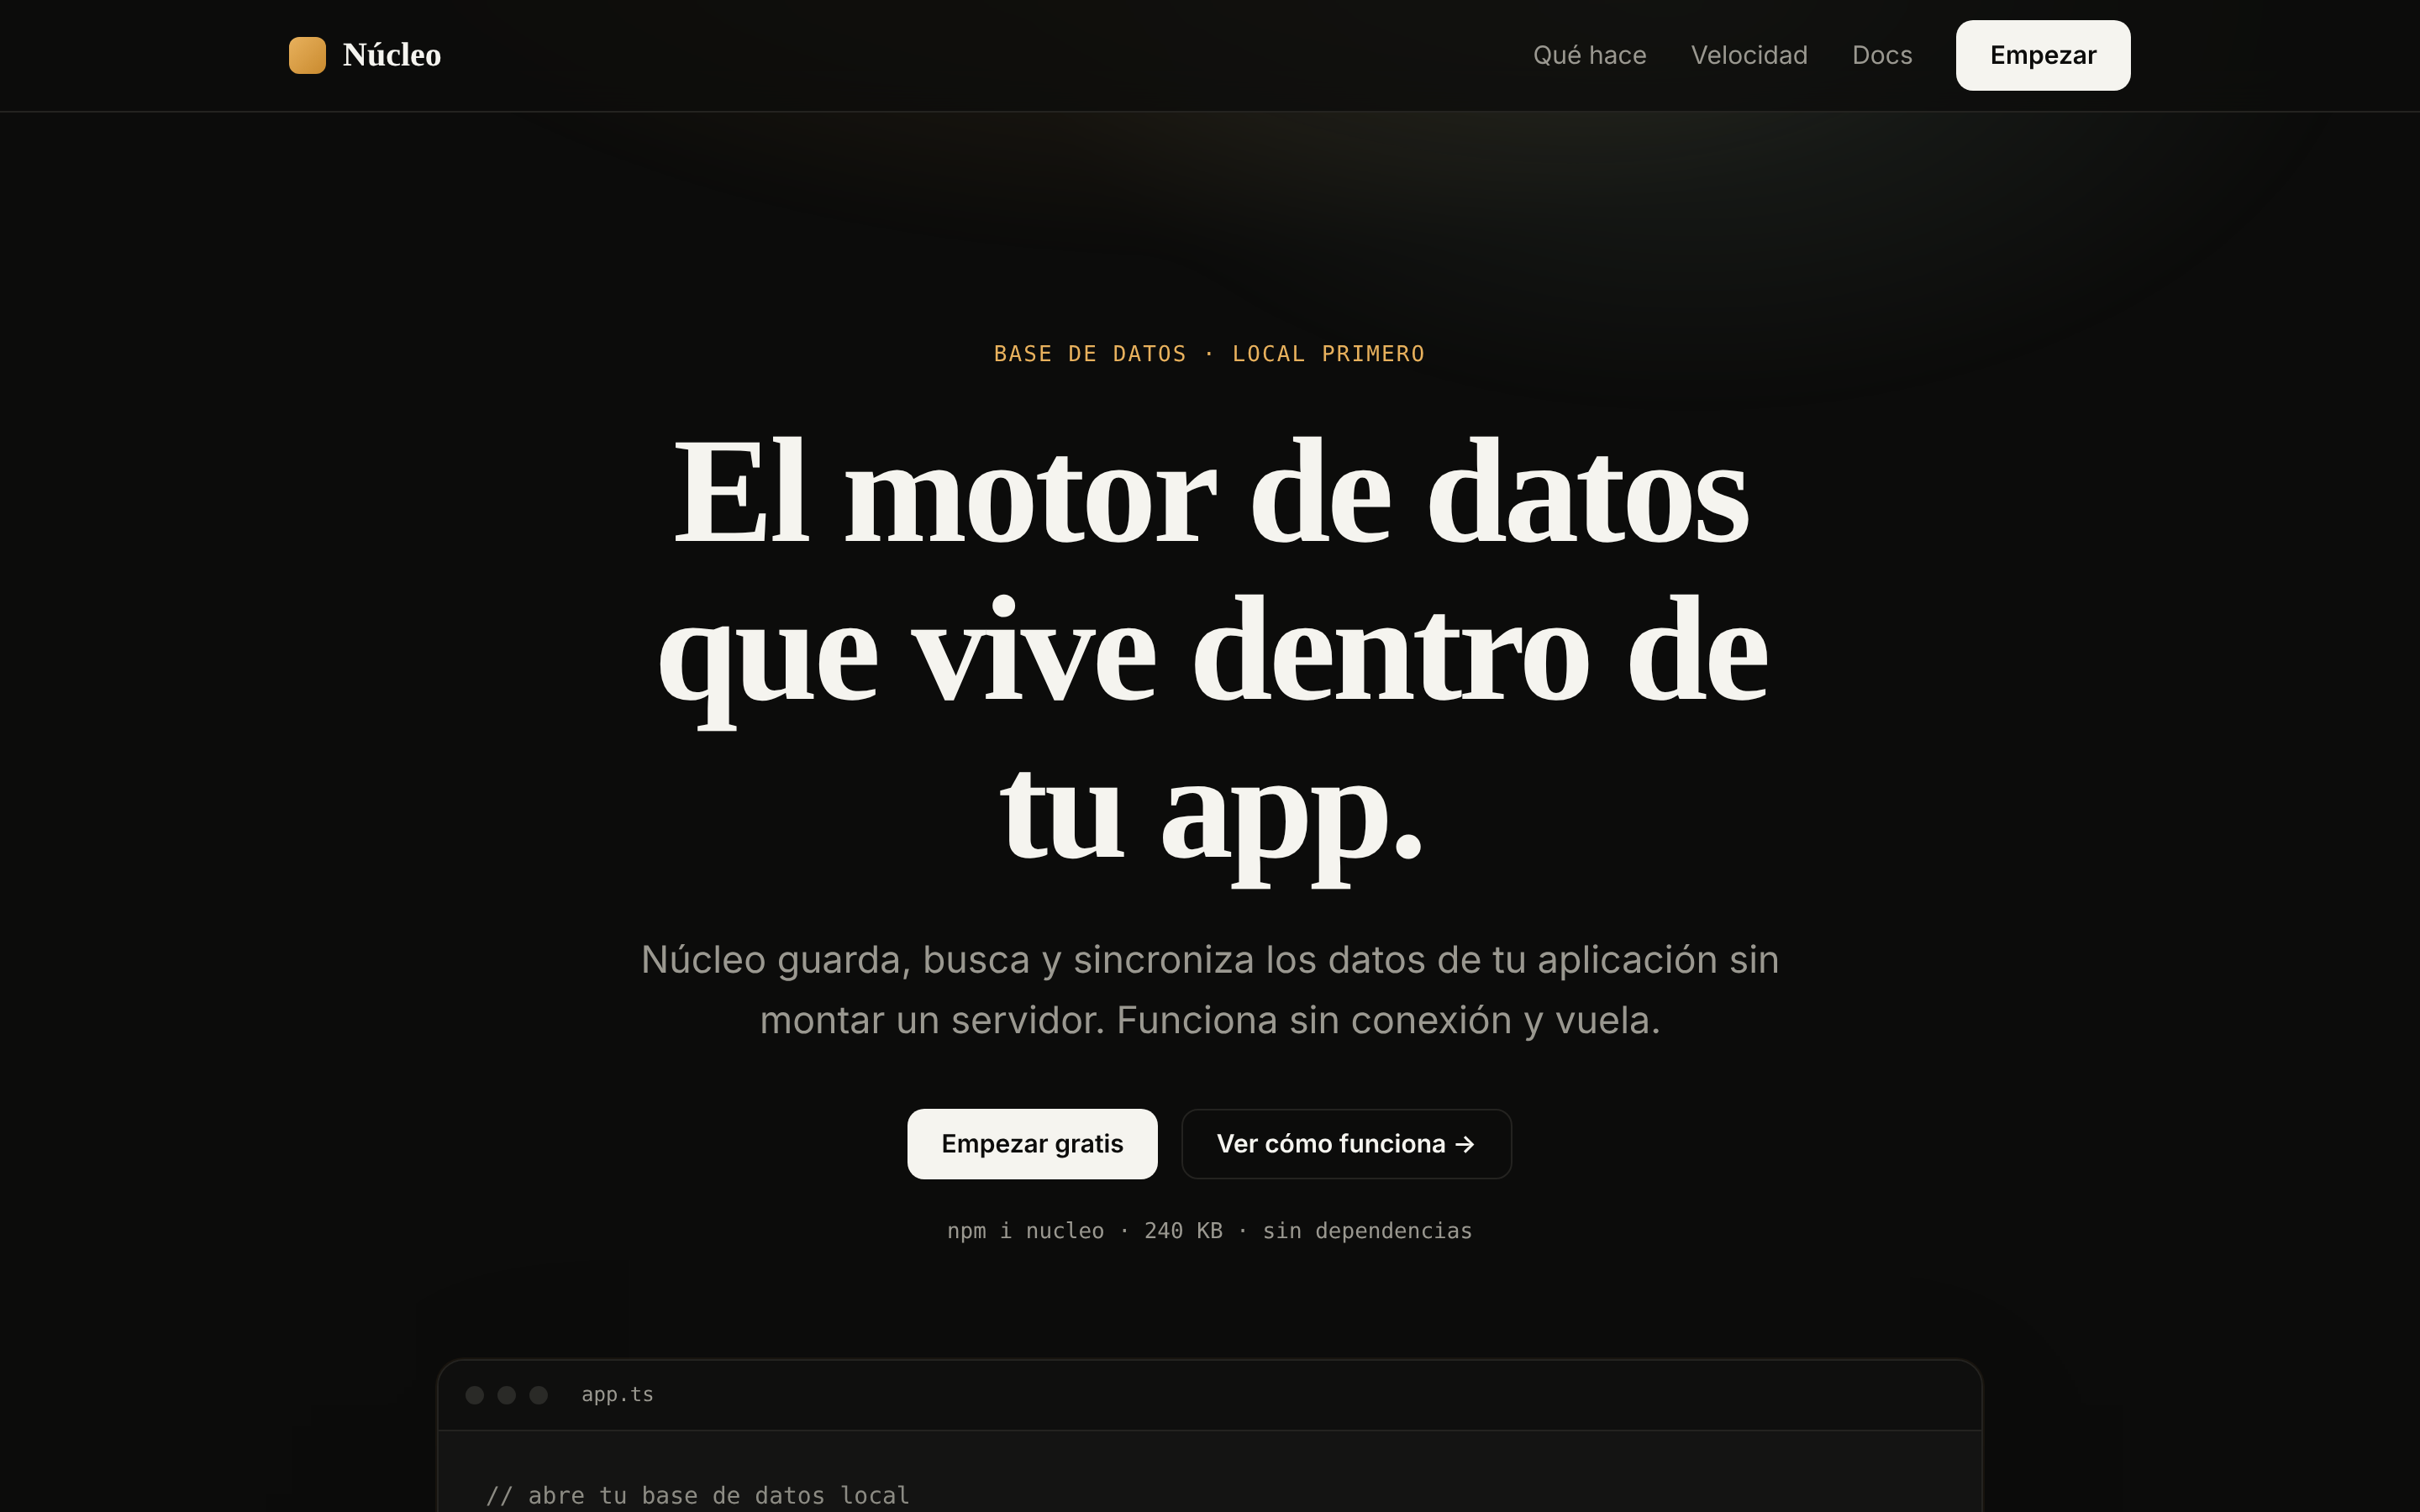 Núcleo
Qué hace
Velocidad
Docs
Empezar
BASE DE DATOS · LOCAL PRIMERO
El motor de datos
que vive dentro de
tu app.
Núcleo guarda, busca y sincroniza los datos de tu aplicación sin
montar un servidor. Funciona sin conexión y vuela.
Empezar gratis
Ver cómo funciona →
npm i nucleo · 240 KB · sin dependencias
app.ts
// abre tu base de datos local